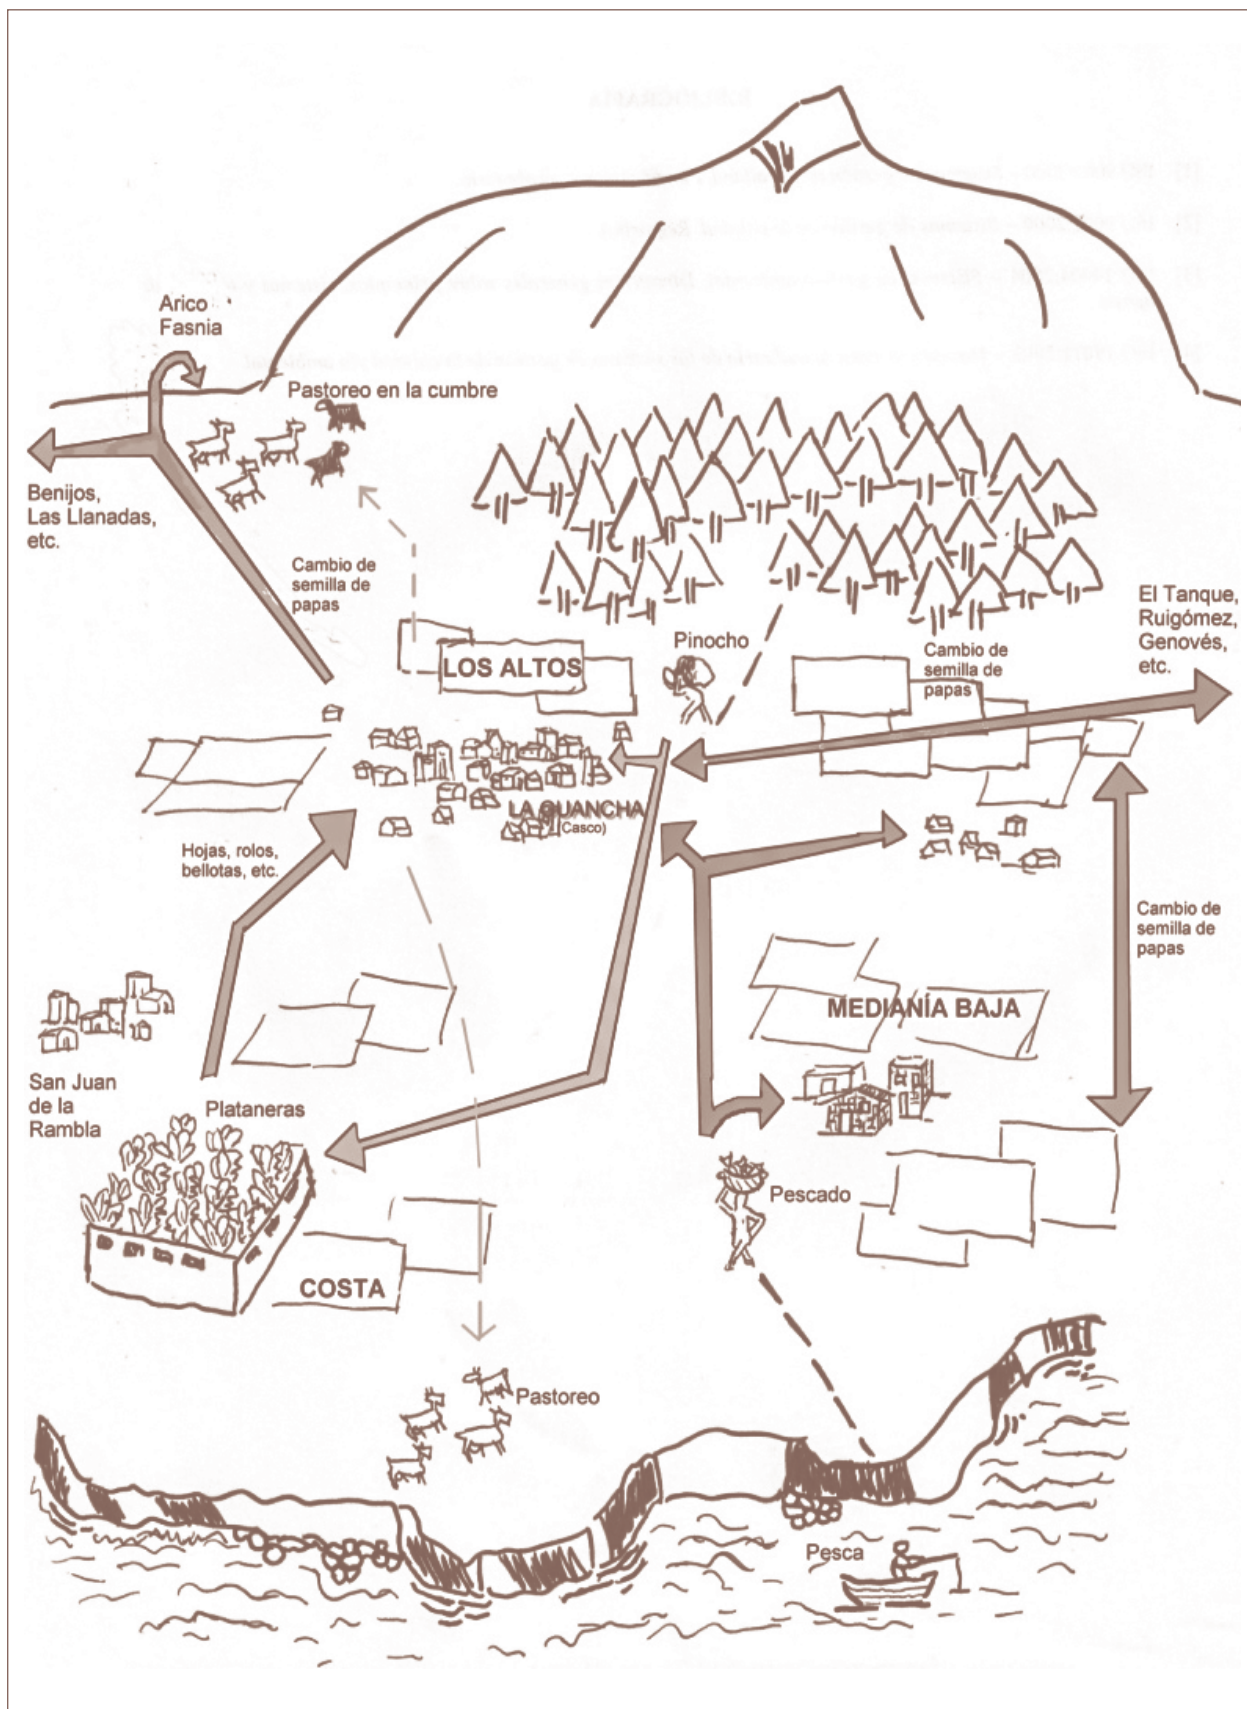 Arico
Fasnia
Pastoreo en la cumbre
Benijos,
Las Llanadas,
etc.
Cambio de
semilla de
papas
El Tanque,
Ruigómez,
Genovés,
etc.
LOS ALTOS
Pinocho
Cambio de
semilla de
papas
LA GUANCHA
(Casco)
Hojas, rolos,
bellotas, etc.
Cambio de
semilla de
papas
MEDIANÍA BAJA
San Juan
de la
Rambla
Plataneras
Pescado
COSTA
Pastoreo
Pesca